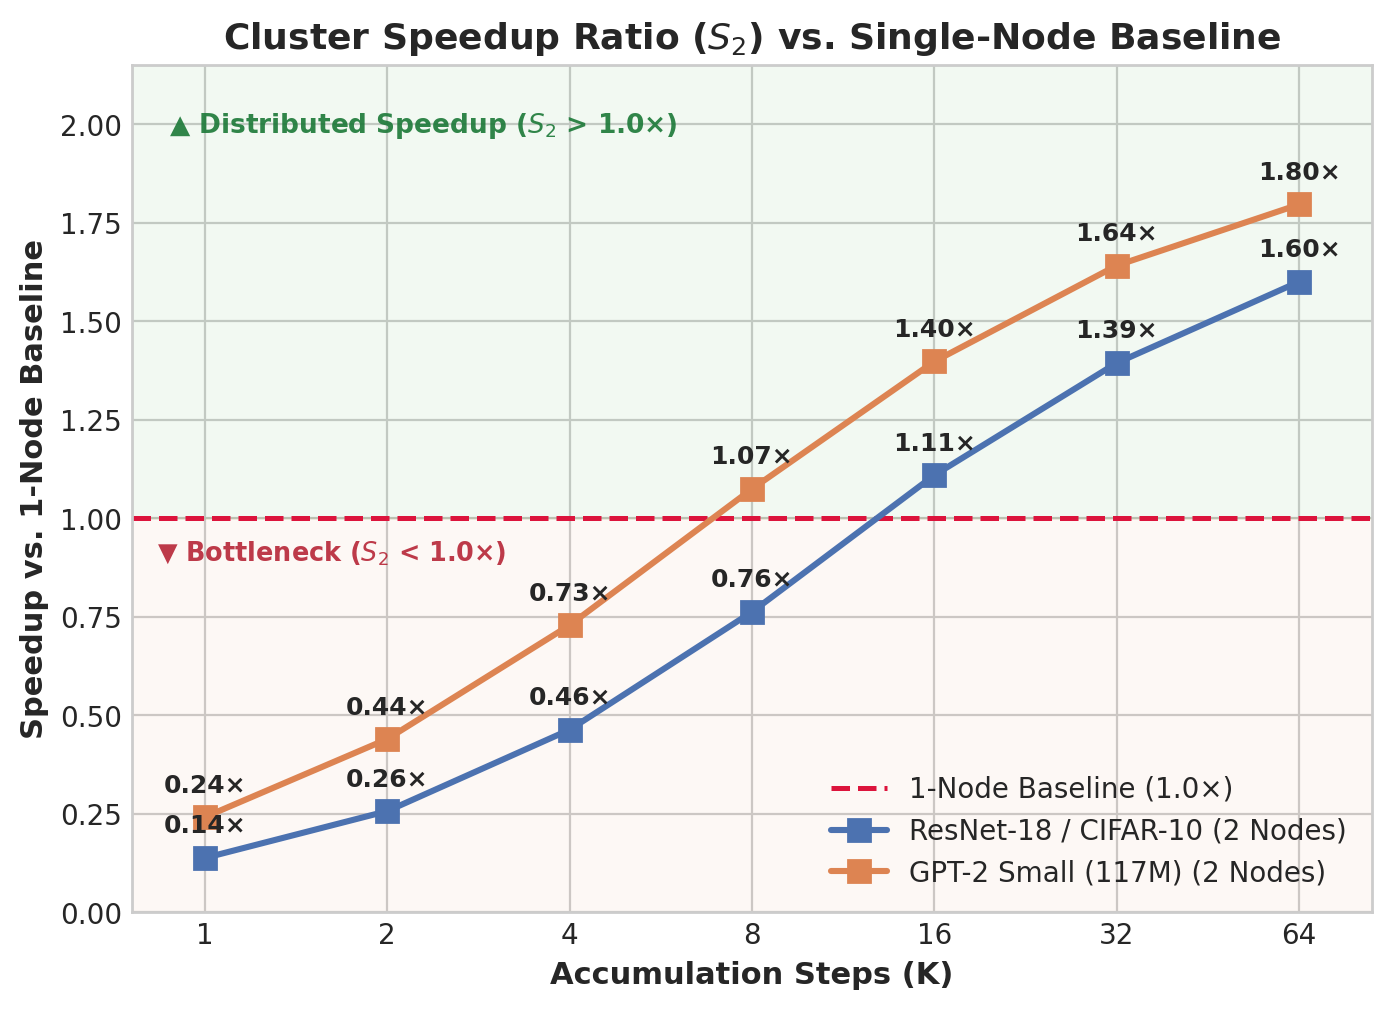 Cluster Speedup Ratio (S₂) vs. Single-Node Baseline
Speedup vs. 1-Node Baseline
2.00
1.75
1.50
1.25
1.00
0.75
0.50
0.25
0.00
▲ Distributed Speedup (S₂ > 1.0×)
▼ Bottleneck (S₂ < 1.0×)
1.80×
1.64×
1.60×
1.40×
1.39×
1.11×
1.07×
0.76×
0.73×
0.46×
0.44×
0.26×
0.24×
0.14×
1-Node Baseline (1.0×)
ResNet-18 / CIFAR-10 (2 Nodes)
GPT-2 Small (117M) (2 Nodes)
1 2 4 8 16 32 64
Accumulation Steps (K)